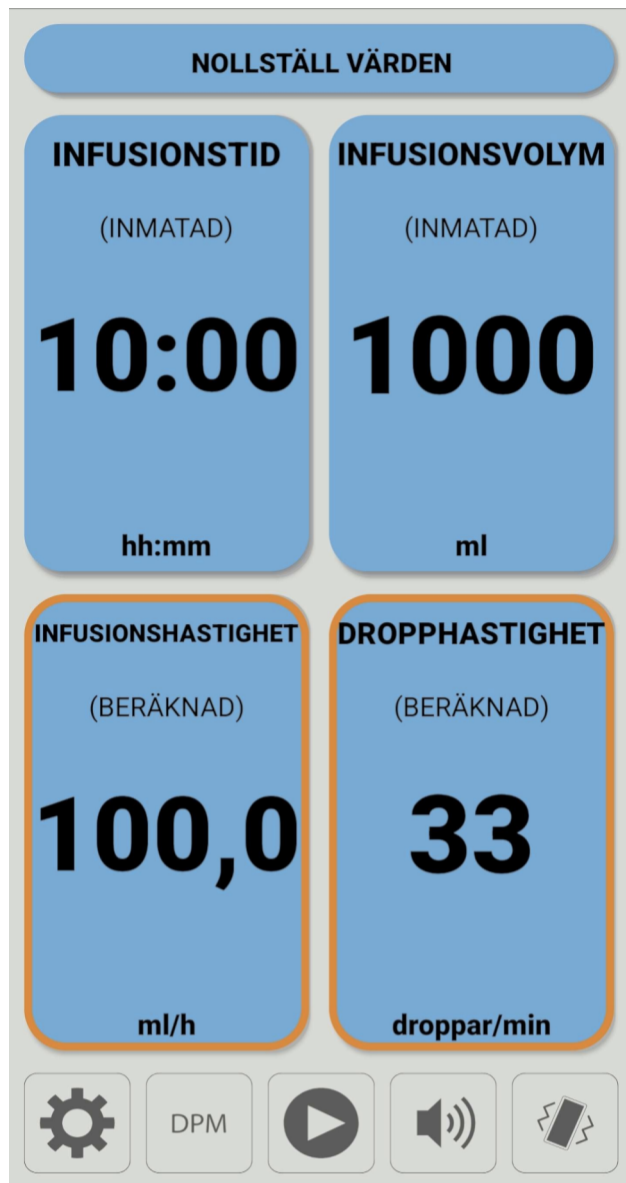 NOLLSTÄLL VÄRDEN
INFUSIONSTID
(INMATAD)
10:00
hh:mm
INFUSIONSVOLYM
(INMATAD)
1000
ml
INFUSIONSHASTIGHET
(BERÄKNAD)
100,0
ml/h
DROPPHASTIGHET
(BERÄKNAD)
33
droppar/min
DPM